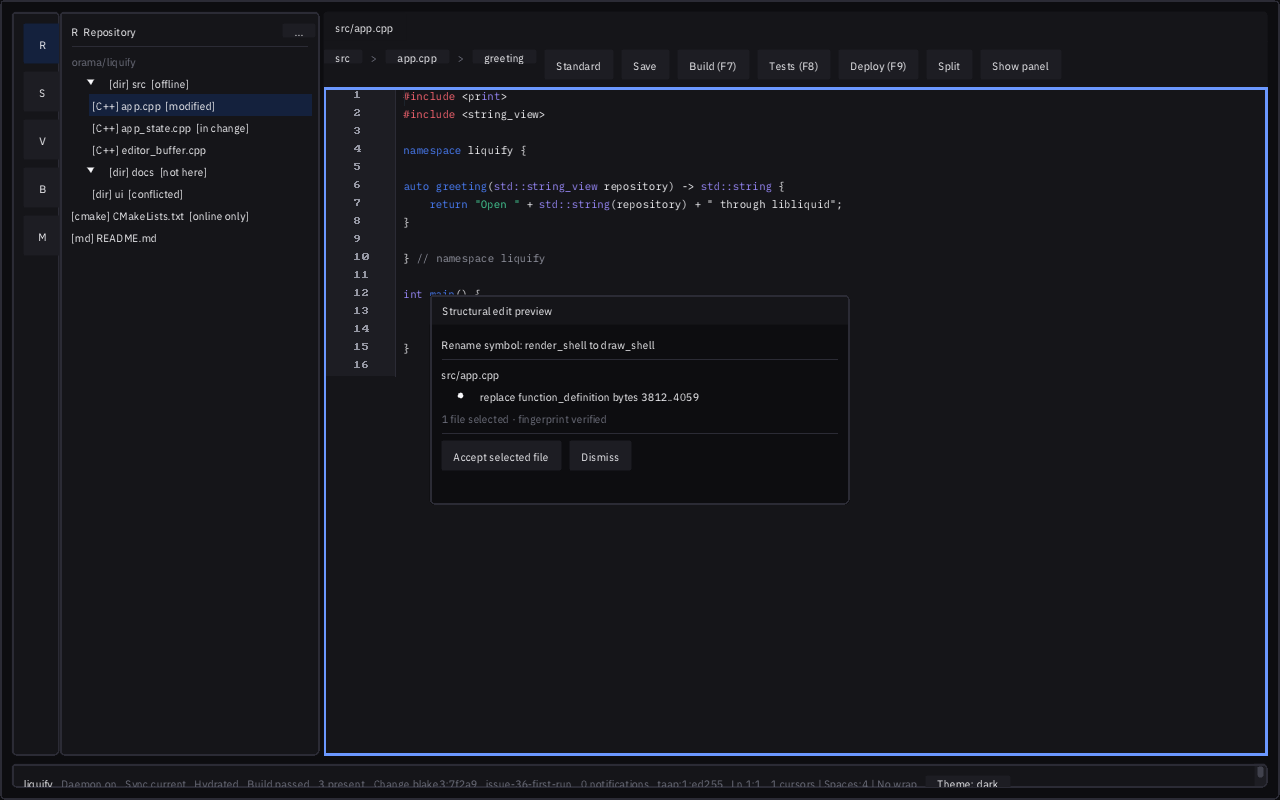 R
S
V
B
M
R Repository
...
orama/liquify
[dir] src [offline]
[C++] app.cpp [modified]
[C++] app_state.cpp [in change]
[C++] editor_buffer.cpp
[dir] docs [not here]
[dir] ui [conflicted]
[cmake] CMakeLists.txt [online only]
[md] README.md
src/app.cpp
src > app.cpp > greeting Standard Save Build (F7) Tests (F8) Deploy (F9) Split Show panel
1 #include <print>
2 #include <string_view>
3
4 namespace liquify {
5
6 auto greeting(std::string_view repository) -> std::string {
7 return "Open " + std::string(repository) + " through libliquid";
8 }
9
10 } // namespace liquify
11
12 int main() {
13
14
15 }
16
Structural edit preview
Rename symbol: render_shell to draw_shell
src/app.cpp
replace function_definition bytes 3812..4059
1 file selected · fingerprint verified
Accept selected file Dismiss
liquify Daemon on Sync current Hydrated Build passed 3 present Change blake3:7f2a9 issue-36-first-run 0 notifications taap:1:ed255 Ln 1:1 1 cursors | Spaces:4 | No wrap Theme: dark